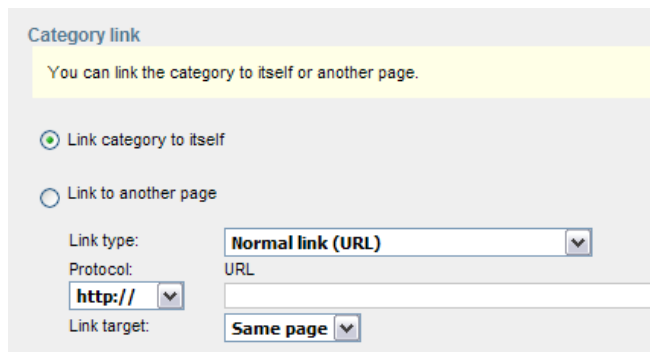 Category link
You can link the category to itself or another page.
Link category to itself
Link to another page
Link type: Normal link (URL)
Protocol: URL
http://
Link target: Same page